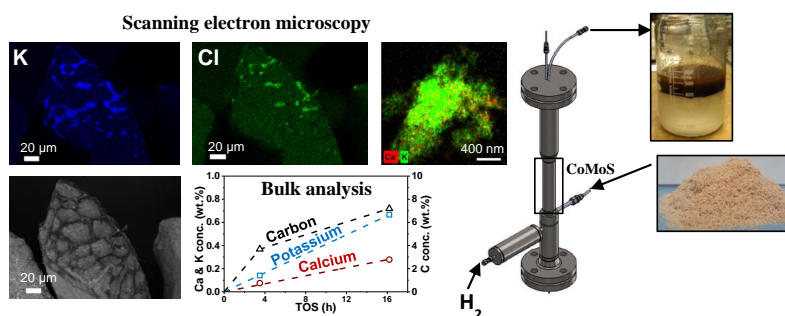 Scanning electron microscopy
K
20 µm
Cl
20 µm
Ca K
400 nm
20 µm
Bulk analysis
Carbon
Potassium
Calcium
Ca & K conc. (wt.%)
1.0
0.8
0.6
0.4
0.2
0.0
C conc. (wt.%)
10
8
6
4
2
0
0 4 8 12 16
TOS (h)
CoMoS
H2